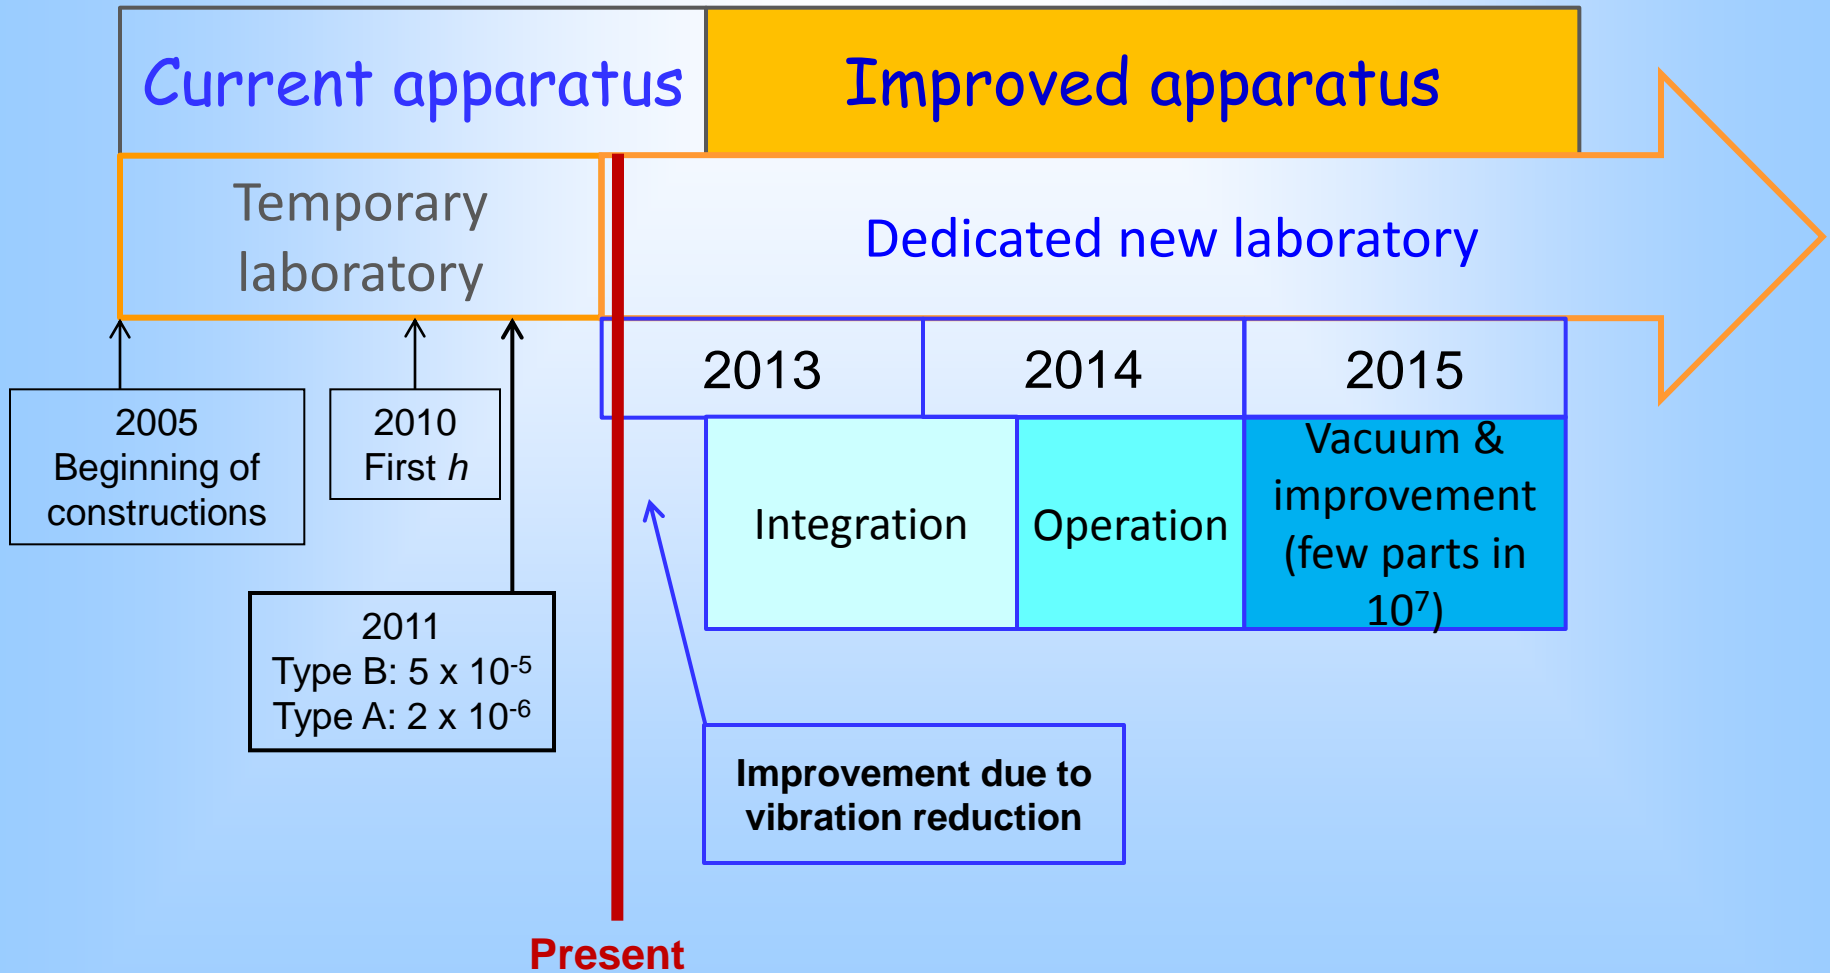 Current apparatus
Improved apparatus
Temporary
laboratory
Dedicated new laboratory
2013
2014
2015
2005
Beginning of
constructions
2010
First h
Integration
Operation
Vacuum &
improvement
(few parts in
10⁷)
2011
Type B: 5 x 10⁻⁵
Type A: 2 x 10⁻⁶
Improvement due to
vibration reduction
Present